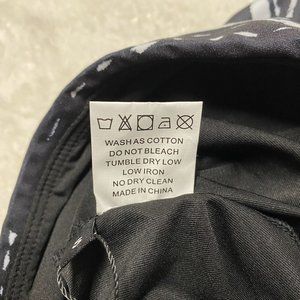 WASH AS COTTON
DO NOT BLEACH
TUMBLE DRY LOW
LOW IRON
NO DRY CLEAN
MADE IN CHINA